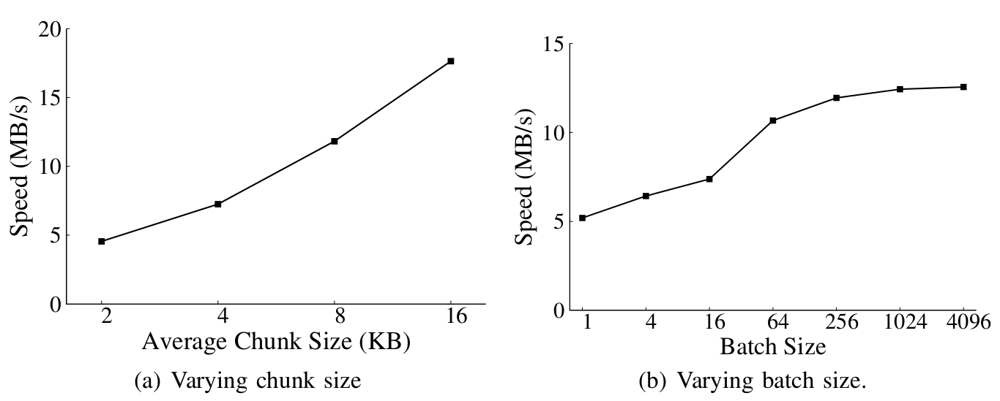 20
15
10
5
0
Speed (MB/s)
2 4 8 16
Average Chunk Size (KB)
(a) Varying chunk size
15
10
5
0
Speed (MB/s)
1 4 16 64 256 1024 4096
Batch Size
(b) Varying batch size.